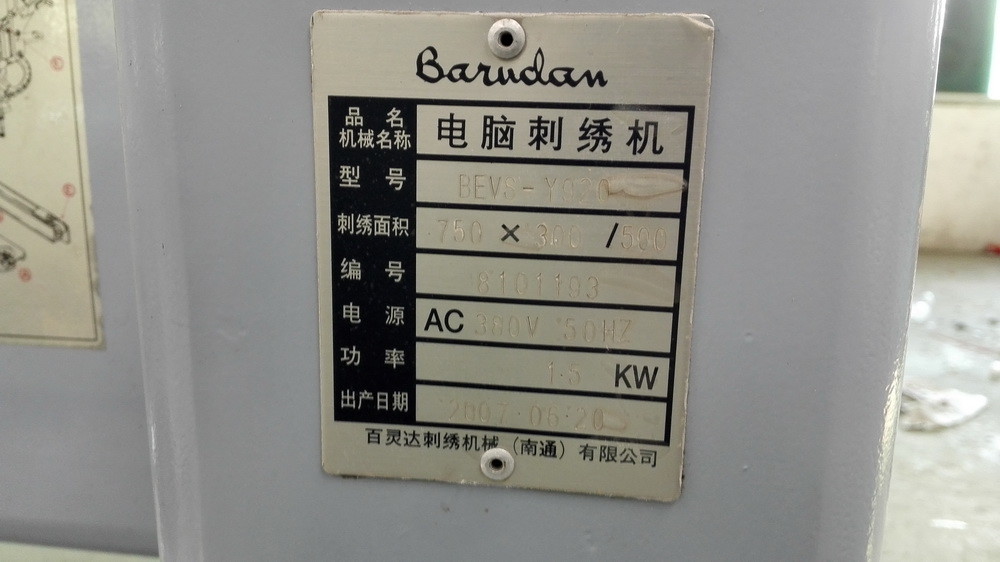 Barudan
品名
机械名称
电脑刺绣机
型号 BEVS-Y920
刺绣面积 750 × 300 /500
编号 8101193
电源 AC 380V 50HZ
功率 1.5 KW
出产日期 2007.06.20
百灵达刺绣机械（南通）有限公司